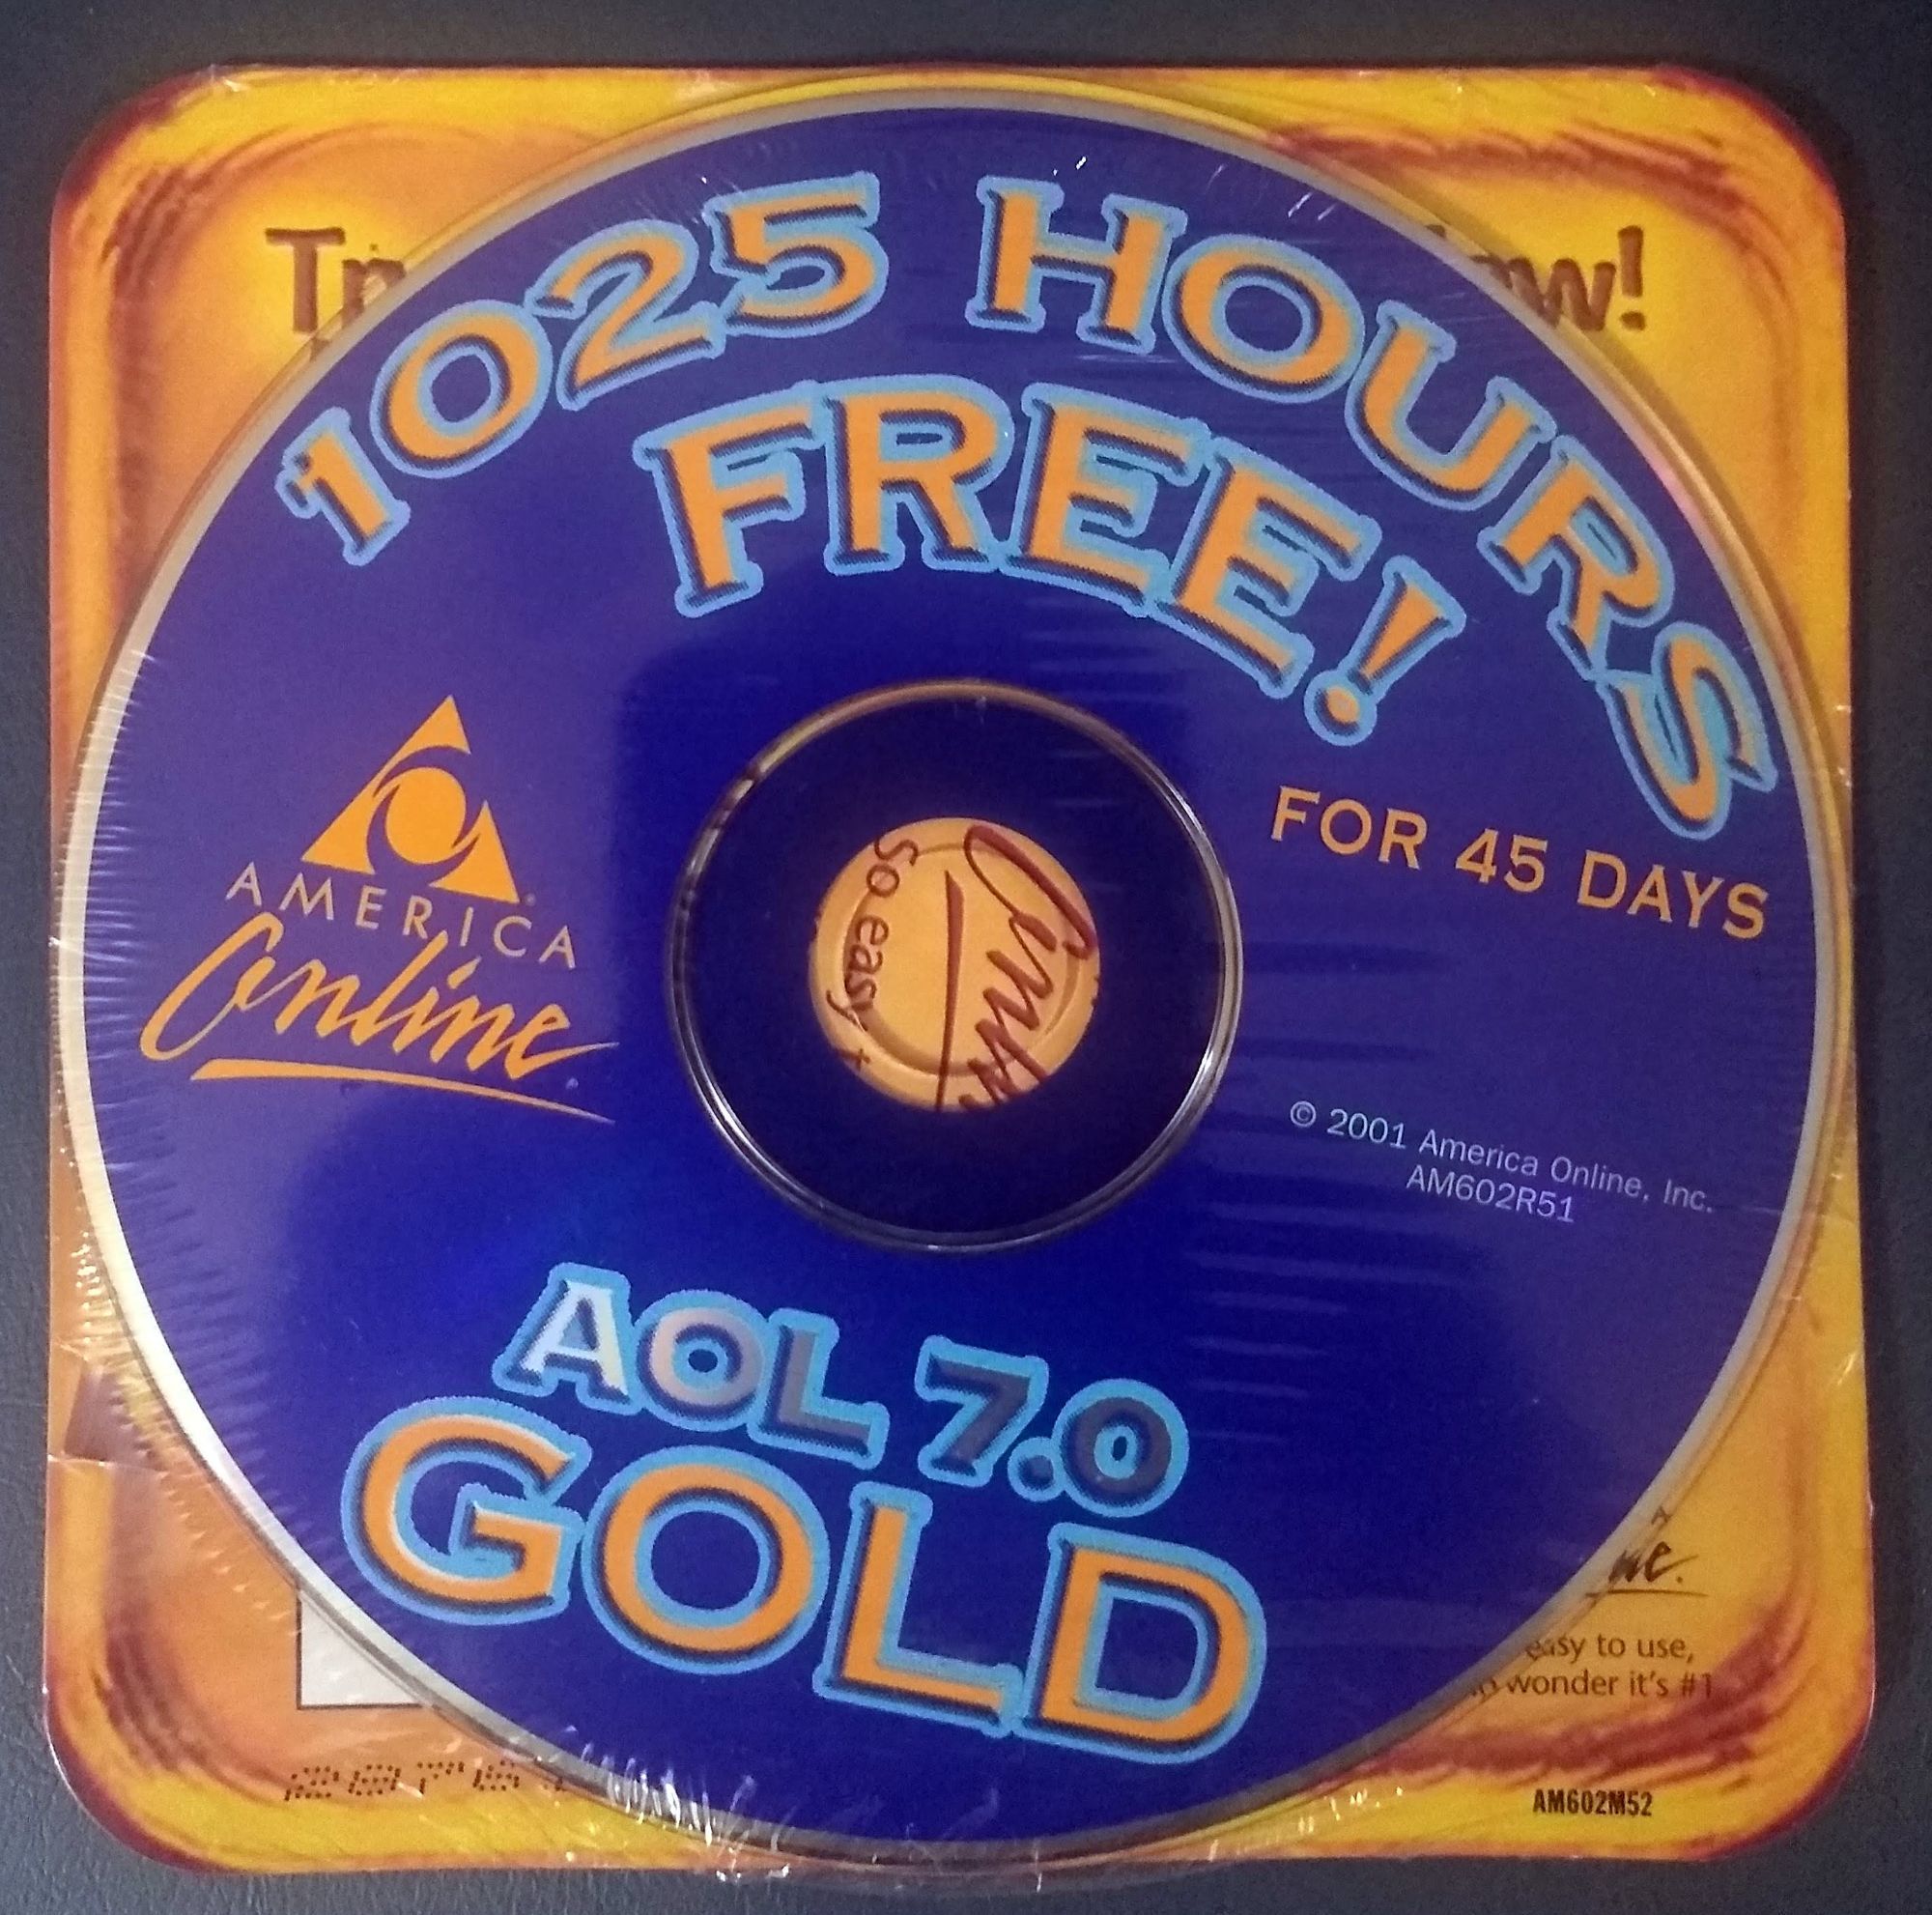 1025 HOURS
FREE!
FOR 45 DAYS
AMERICA
Online
© 2001 America Online, Inc.
AM602R51
So easy
AOL 7.0
GOLD
easy to use,
wonder it's #1
AM602M52